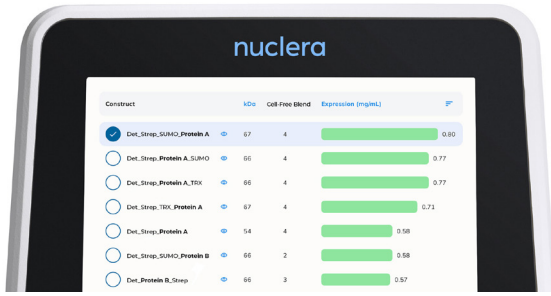 nuclera
Construct kDa Cell-Free Blend Expression (mg/mL)
Det_Strep_SUMO_Protein A 67 4 0.80
Det_Strep_Protein A_SUMO 66 4 0.77
Det_Strep_Protein A_TRX 66 4 0.77
Det_Strep_TRX_Protein A 67 4 0.71
Det_Strep_Protein A 54 4 0.58
Det_Strep_SUMO_Protein B 66 2 0.58
Det_Protein B_Strep 66 3 0.57